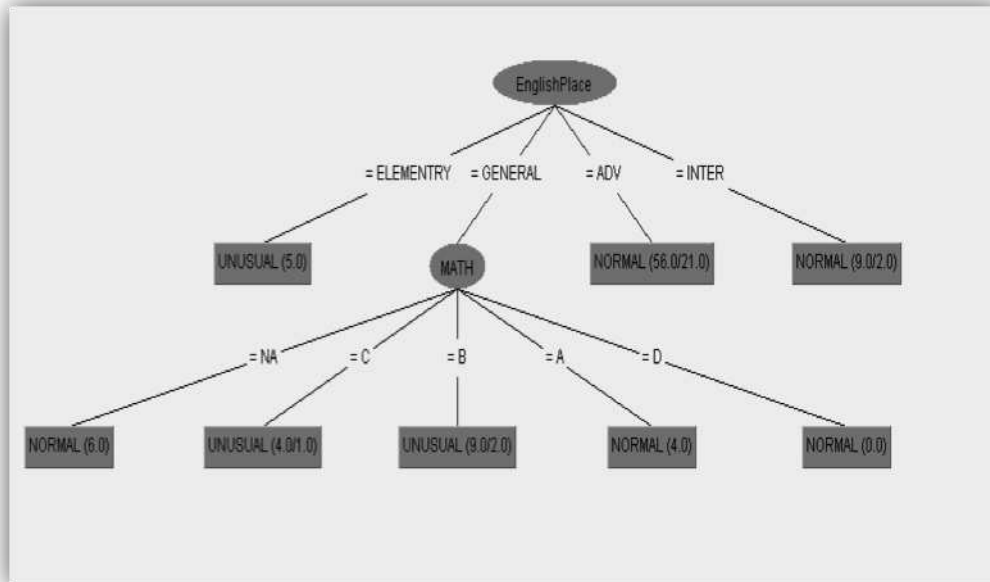 EnglishPlace
= ELEMENTRY = GENERAL = ADV = INTER
UNUSUAL (5.0) MATH NORMAL (56.0/21.0) NORMAL (9.0/2.0)
= NA = C = B = A = D
NORMAL (6.0) UNUSUAL (4.0/1.0) UNUSUAL (9.0/2.0) NORMAL (4.0) NORMAL (0.0)